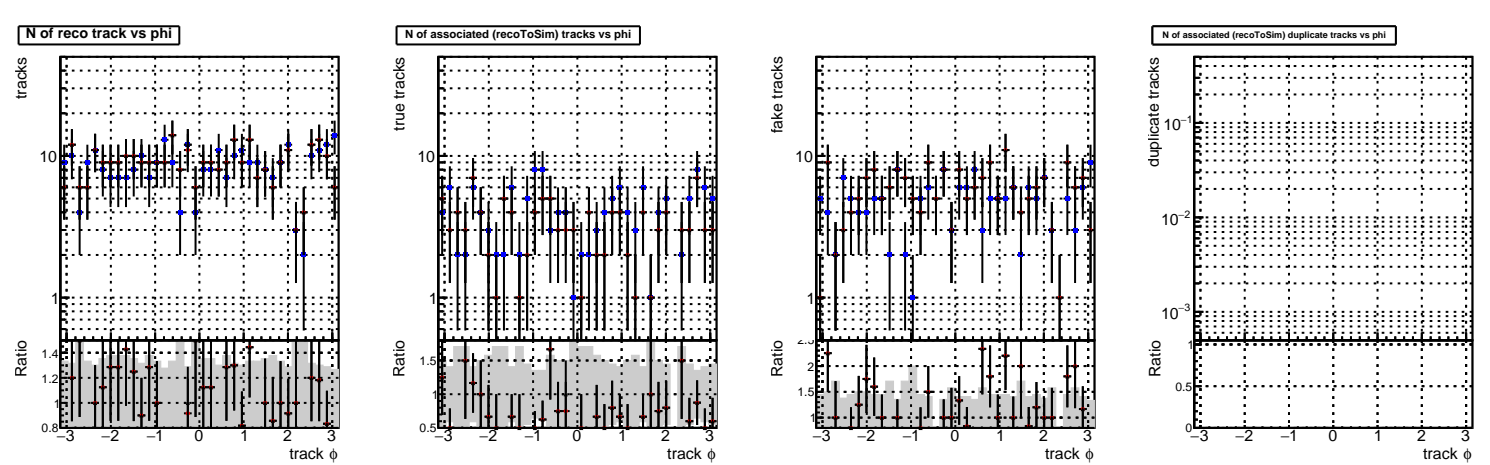 N of reco track vs phi
tracks
10
1
Ratio
1.4
1.2
1
0.8
−3 −2 −1 0 1 2 3
track ϕ
N of associated (recoToSim) tracks vs phi
true tracks
10
1
Ratio
1.5
1
0.5
−3 −2 −1 0 1 2 3
track ϕ
fake tracks
10
1
Ratio
2.5
2
1.5
1
−3 −2 −1 0 1 2 3
track ϕ
N of associated (recoToSim) duplicate tracks vs phi
duplicate tracks
10⁻¹
10⁻²
10⁻³
Ratio
1
0.5
0
−3 −2 −1 0 1 2 3
track ϕ